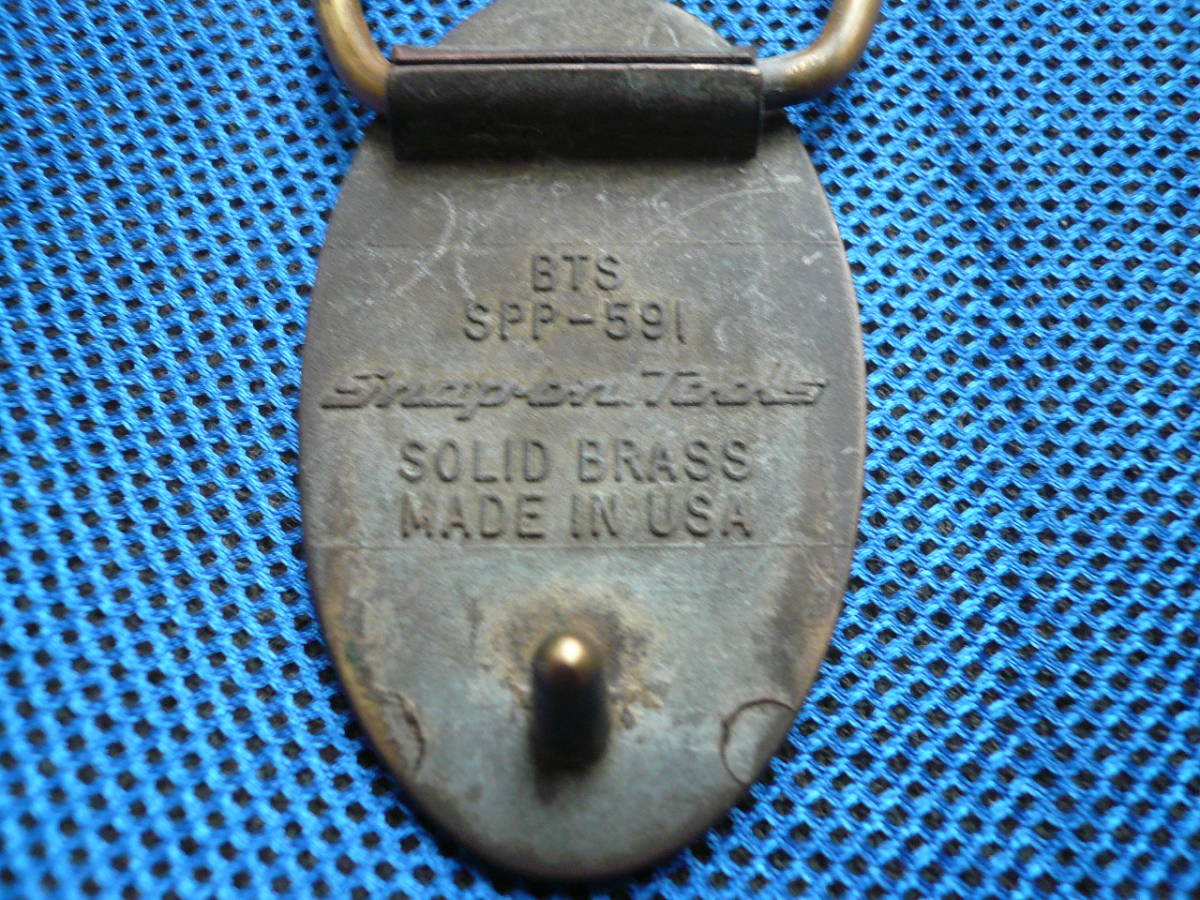 BTS
SPP-591
Snap-on Tools
SOLID BRASS
MADE IN USA